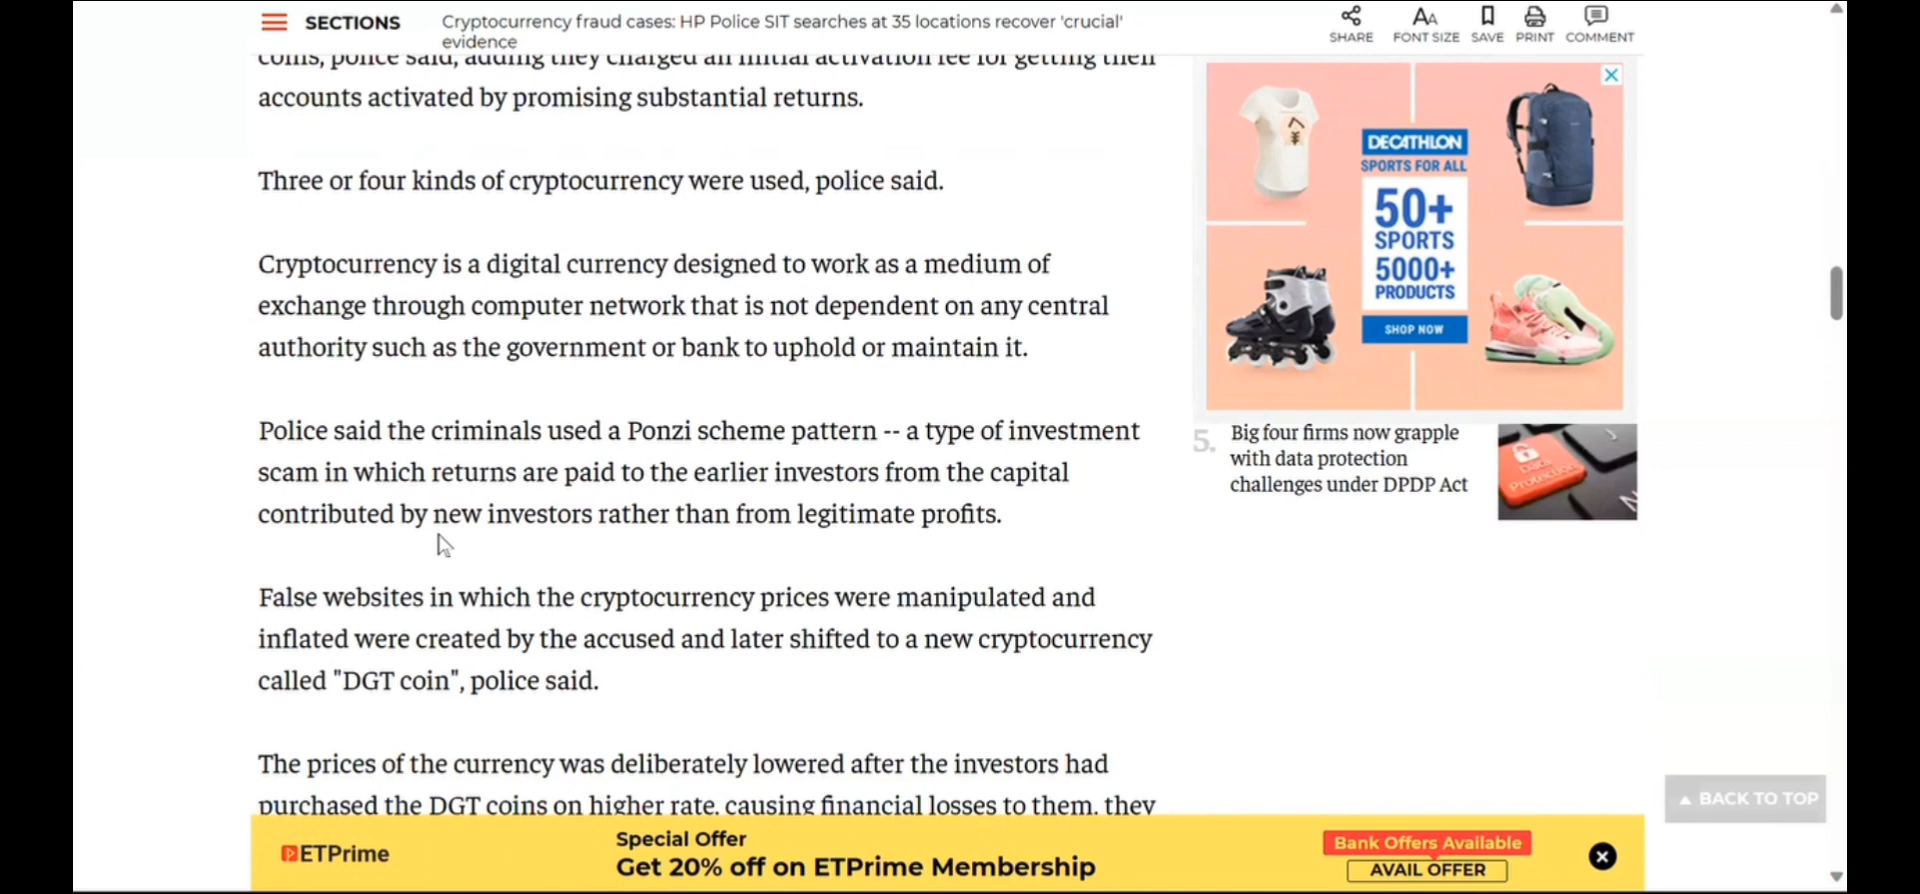 SECTIONS
Cryptocurrency fraud cases: HP Police SIT searches at 35 locations recover 'crucial'
evidence
SHARE
FONT SIZE
SAVE
PRINT
COMMENT
coins, police said, adding they charged an initial activation fee for getting their
accounts activated by promising substantial returns.
Three or four kinds of cryptocurrency were used, police said.
Cryptocurrency is a digital currency designed to work as a medium of
exchange through computer network that is not dependent on any central
authority such as the government or bank to uphold or maintain it.
Police said the criminals used a Ponzi scheme pattern -- a type of investment
scam in which returns are paid to the earlier investors from the capital
contributed by new investors rather than from legitimate profits.
False websites in which the cryptocurrency prices were manipulated and
inflated were created by the accused and later shifted to a new cryptocurrency
called "DGT coin", police said.
The prices of the currency was deliberately lowered after the investors had
purchased the DGT coins on higher rate, causing financial losses to them, they
DECATHLON
SPORTS FOR ALL
50+
SPORTS
5000+
PRODUCTS
SHOP NOW
5.
Big four firms now grapple
with data protection
challenges under DPDP Act
Data
Protection
BACK TO TOP
ETPrime
Special Offer
Get 20% off on ETPrime Membership
Bank Offers Available
AVAIL OFFER